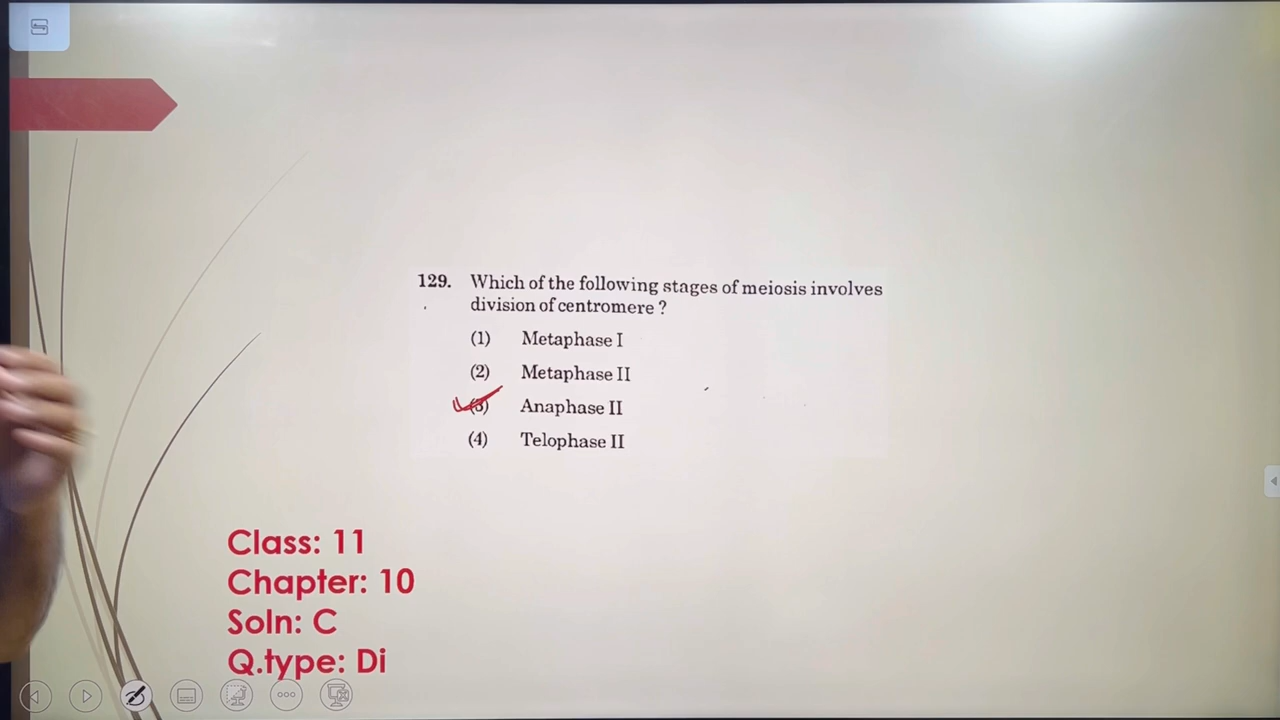 129. Which of the following stages of meiosis involves
division of centromere ?
(1) Metaphase I
(2) Metaphase II
(3) Anaphase II
(4) Telophase II
Class: 11
Chapter: 10
Soln: C
Q.type: Di